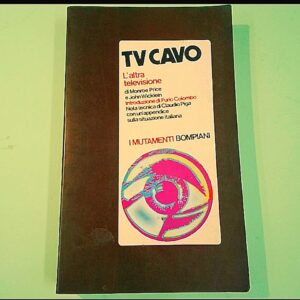 TV CAVO
L'altra
televisione
di Monroe Price
e John Wicklein
Introduzione di Furio Colombo
Nota tecnica di Claudio Piga
con un'appendice
sulla situazione italiana
I MUTAMENTI BOMPIANI